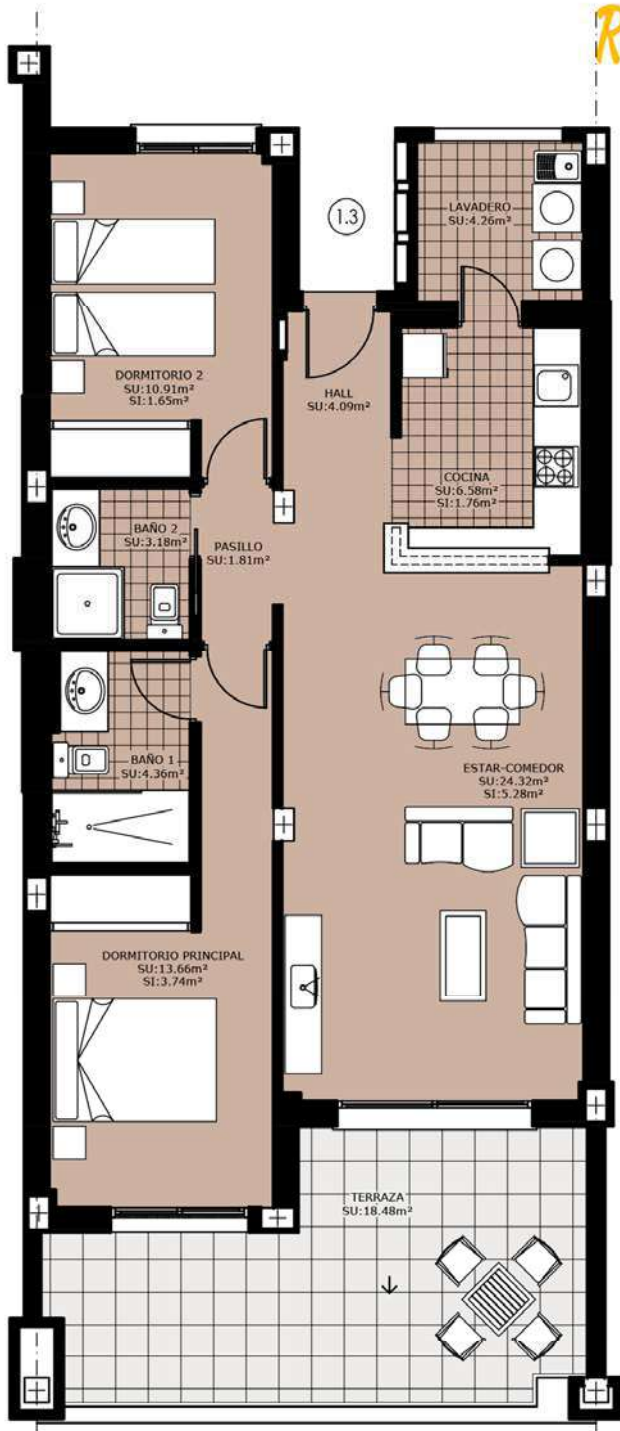 R
1.3
LAVADERO
SU:4.26m²
DORMITORIO 2
SU:10.91m²
SI:1.65m²
HALL
SU:4.09m²
COCINA
SU:6.58m²
SI:1.76m²
BAÑO 2
SU:3.18m²
PASILLO
SU:1.81m²
BAÑO 1
SU:4.36m²
ESTAR-COMEDOR
SU:24.32m²
SI:5.28m²
DORMITORIO PRINCIPAL
SU:13.66m²
SI:3.74m²
TERRAZA
SU:18.48m²